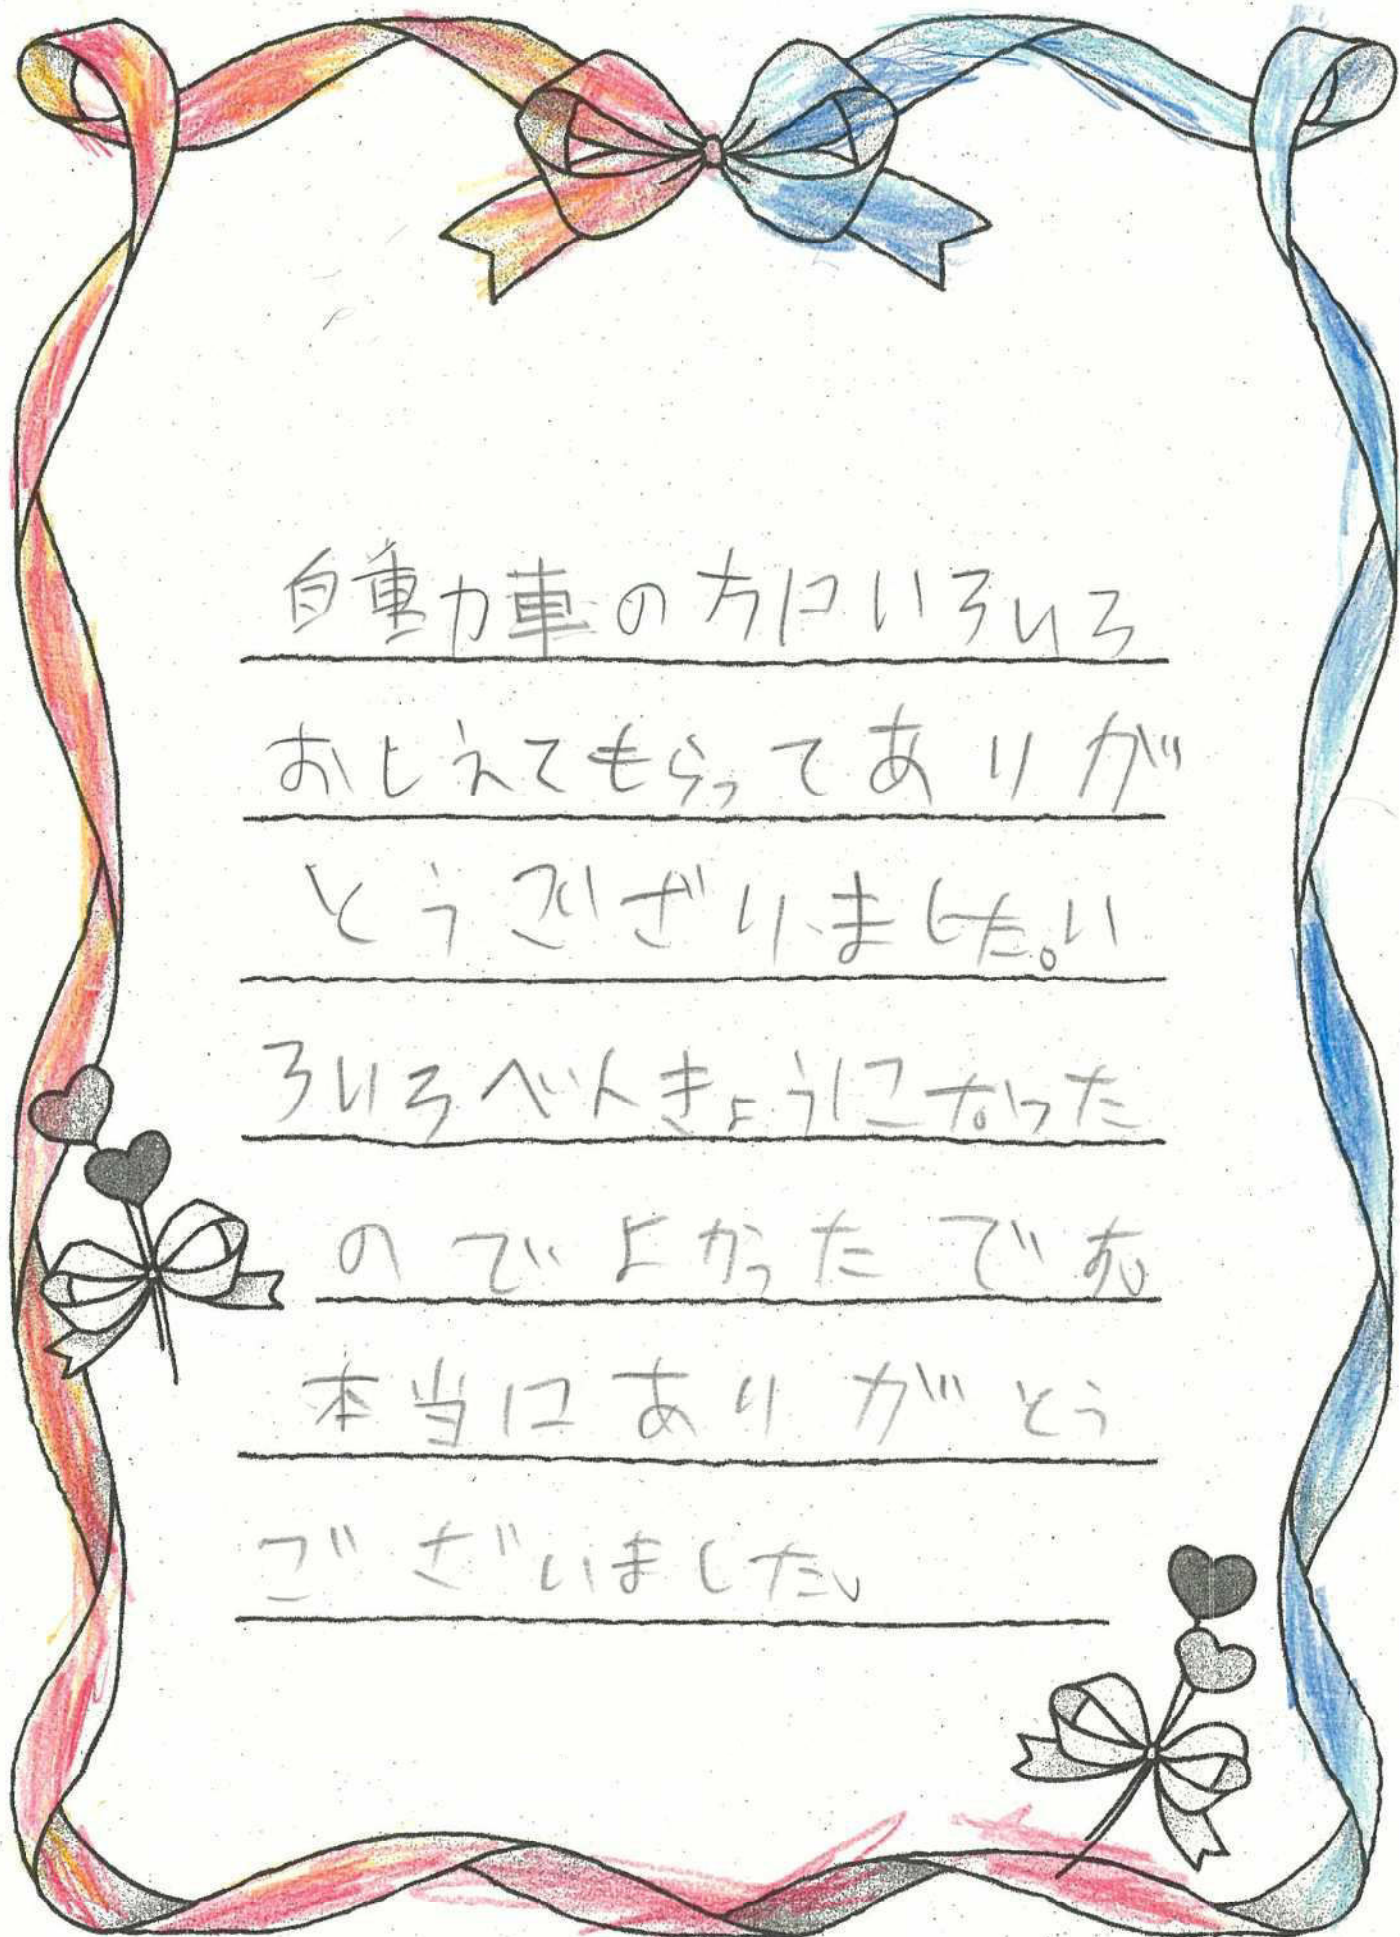 自動車の方にいろいろ
おしえてもらってありが
とうございました。い
ろいろべんきょうになった
のでよかったです。
本当にありがとう
ございました。